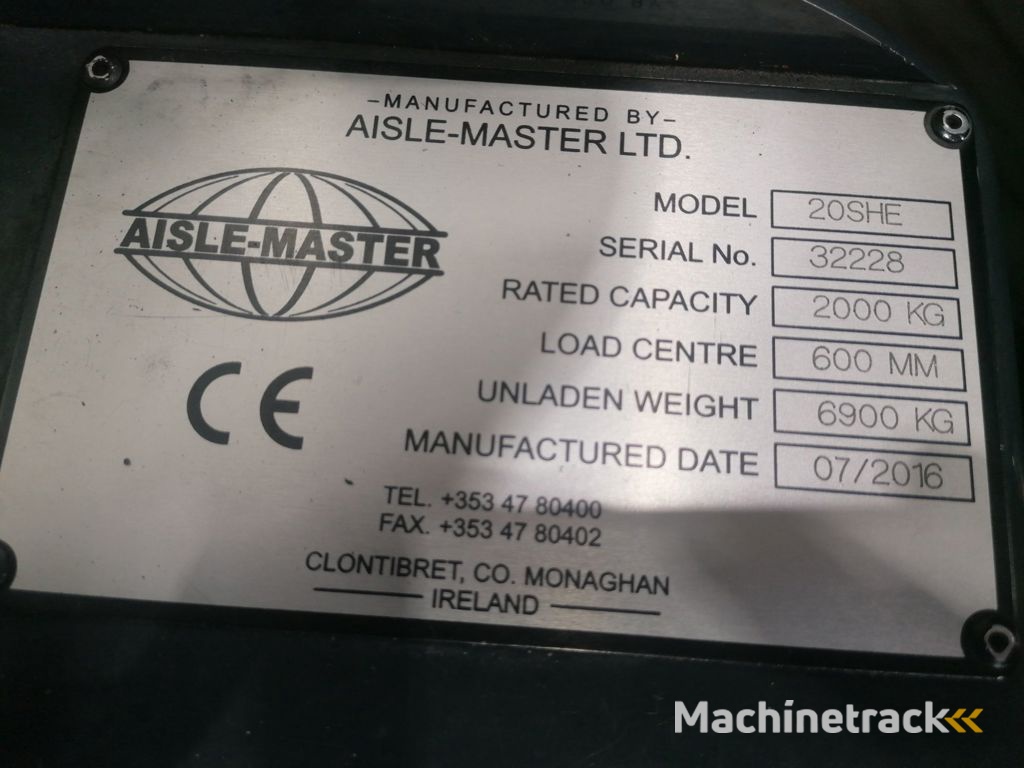 –MANUFACTURED BY–
AISLE-MASTER LTD.
AISLE-MASTER
CE
MODEL 20SHE
SERIAL No. 32228
RATED CAPACITY 2000 KG
LOAD CENTRE 600 MM
UNLADEN WEIGHT 6900 KG
MANUFACTURED DATE 07/2016
TEL. +353 47 80400
FAX. +353 47 80402
CLONTIBRET, CO. MONAGHAN
IRELAND
Machinetrack